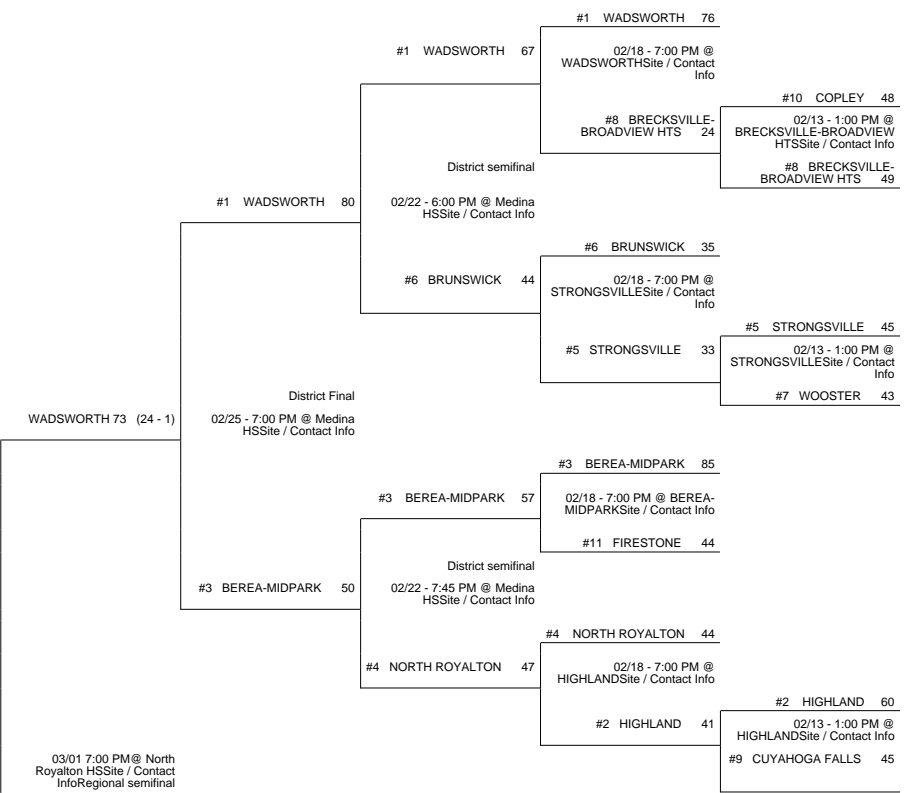 #1 WADSWORTH 76
#1 WADSWORTH 67
02/18 - 7:00 PM @
WADSWORTHSite / Contact
Info
#10 COPLEY 48
#8 BRECKSVILLE-
BROADVIEW HTS 24
02/13 - 1:00 PM @
BRECKSVILLE-BROADVIEW
HTSSite / Contact Info
#8 BRECKSVILLE-
BROADVIEW HTS 49
District semifinal
02/22 - 6:00 PM @ Medina
HSSite / Contact Info
#1 WADSWORTH 80
#6 BRUNSWICK 35
#6 BRUNSWICK 44
02/18 - 7:00 PM @
STRONGSVILLESite / Contact
Info
#5 STRONGSVILLE 45
#5 STRONGSVILLE 33
02/13 - 1:00 PM @
STRONGSVILLESite / Contact
Info
#7 WOOSTER 43
District Final
02/25 - 7:00 PM @ Medina
HSSite / Contact Info
WADSWORTH 73 (24 - 1)
#3 BEREA-MIDPARK 85
#3 BEREA-MIDPARK 57
02/18 - 7:00 PM @ BEREA-
MIDPARKSite / Contact Info
#11 FIRESTONE 44
District semifinal
02/22 - 7:45 PM @ Medina
HSSite / Contact Info
#3 BEREA-MIDPARK 50
#4 NORTH ROYALTON 44
#4 NORTH ROYALTON 47
02/18 - 7:00 PM @
HIGHLANDSite / Contact Info
#2 HIGHLAND 60
#2 HIGHLAND 41
02/13 - 1:00 PM @
HIGHLANDSite / Contact Info
#9 CUYAHOGA FALLS 45
03/01 7:00 PM@ North
Royalton HSSite / Contact
InfoRegional semifinal